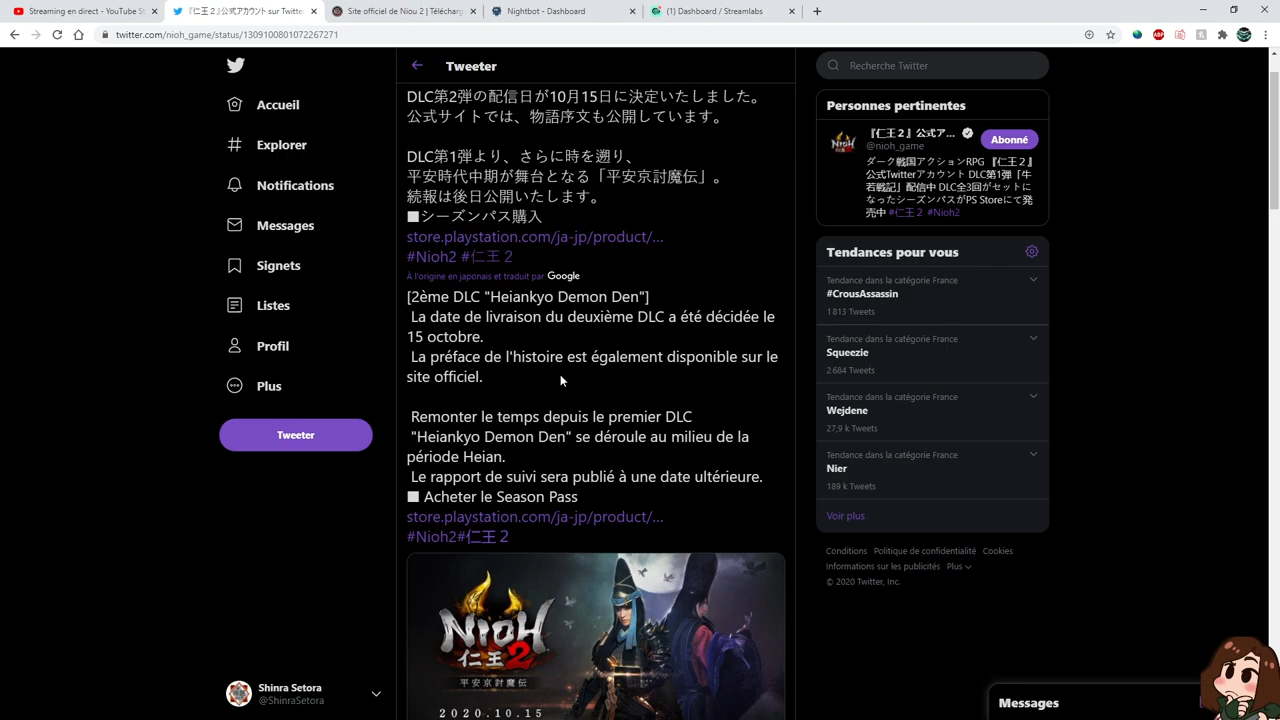 Streaming en direct - YouTube S
『仁王２』公式アカウント sur Twitter
Site officiel de Niou 2 | Télécharg
Nightbot - Dashboard
(1) Dashboard / Streamlabs
twitter.com/nioh_game/status/1309100801072267271
Accueil
Explorer
Notifications
Messages
Signets
Listes
Profil
Plus
Tweeter
Shinra Setora
@ShinraSetora
Tweeter
DLC第2弾の配信日が10月15日に決定いたしました。
公式サイトでは、物語序文も公開しています。
DLC第1弾より、さらに時を遡り、
平安時代中期が舞台となる「平安京討魔伝」。
続報は後日公開いたします。
■シーズンパス購入
store.playstation.com/ja-jp/product/...
#Nioh2 #仁王２
À l'origine en japonais et traduit par Google
[2ème DLC "Heiankyo Demon Den"]
La date de livraison du deuxième DLC a été décidée le
15 octobre.
La préface de l'histoire est également disponible sur le
site officiel.
Remonter le temps depuis le premier DLC
"Heiankyo Demon Den" se déroule au milieu de la
période Heian.
Le rapport de suivi sera publié à une date ultérieure.
■ Acheter le Season Pass
store.playstation.com/ja-jp/product/...
#Nioh2#仁王２
NIOH
仁王2
平安京討魔伝
2020.10.15
Recherche Twitter
Personnes pertinentes
『仁王２』公式ア...
@nioh_game
Abonné
ダーク戦国アクションRPG 『仁王２』
公式Twitterアカウント DLC第1弾「牛
若戦記」配信中 DLC全3回がセットに
なったシーズンパスがPS Storeにて発
売中 #仁王２ #Nioh2
Tendances pour vous
Tendance dans la catégorie France
#CrousAssassin
1 813 Tweets
Tendance dans la catégorie France
Squeezie
2 684 Tweets
Tendance dans la catégorie France
Wejdene
27,9 k Tweets
Tendance dans la catégorie France
Nier
189 k Tweets
Voir plus
Conditions Politique de confidentialité Cookies
Informations sur les publicités Plus
© 2020 Twitter, Inc.
Messages